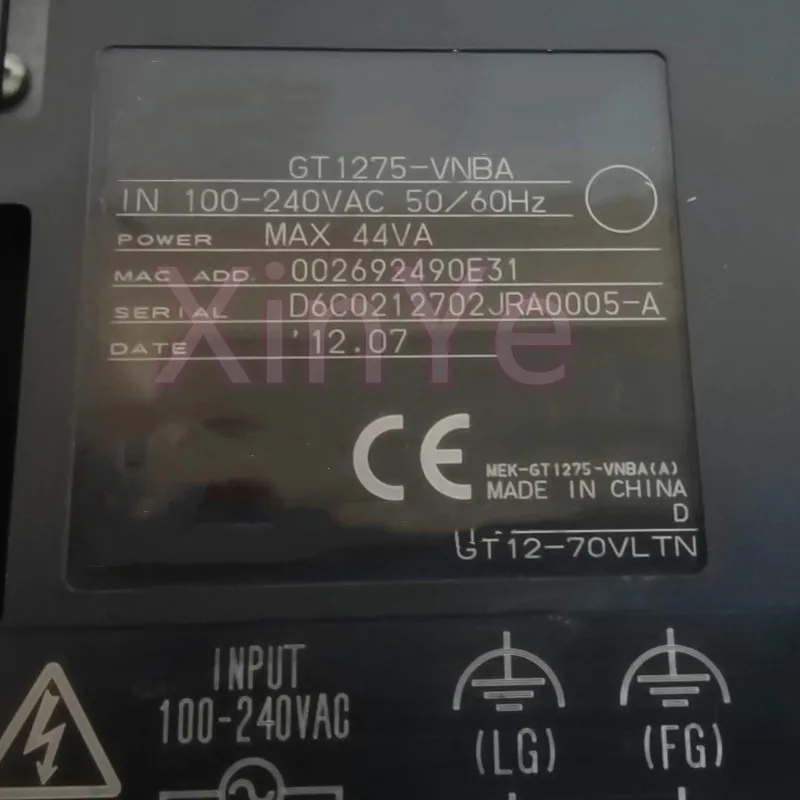 GT1275-VNBA
IN 100-240VAC 50/60Hz
POWER MAX 44VA
MAC ADD. 002692490E31
SERIAL D6C0212702JRA0005-A
DATE '12.07
XinYe
CE
MEK-GT1275-VNBA(A)
MADE IN CHINA
D
GT12-70VLTN
INPUT
100-240VAC
(LG) (FG)